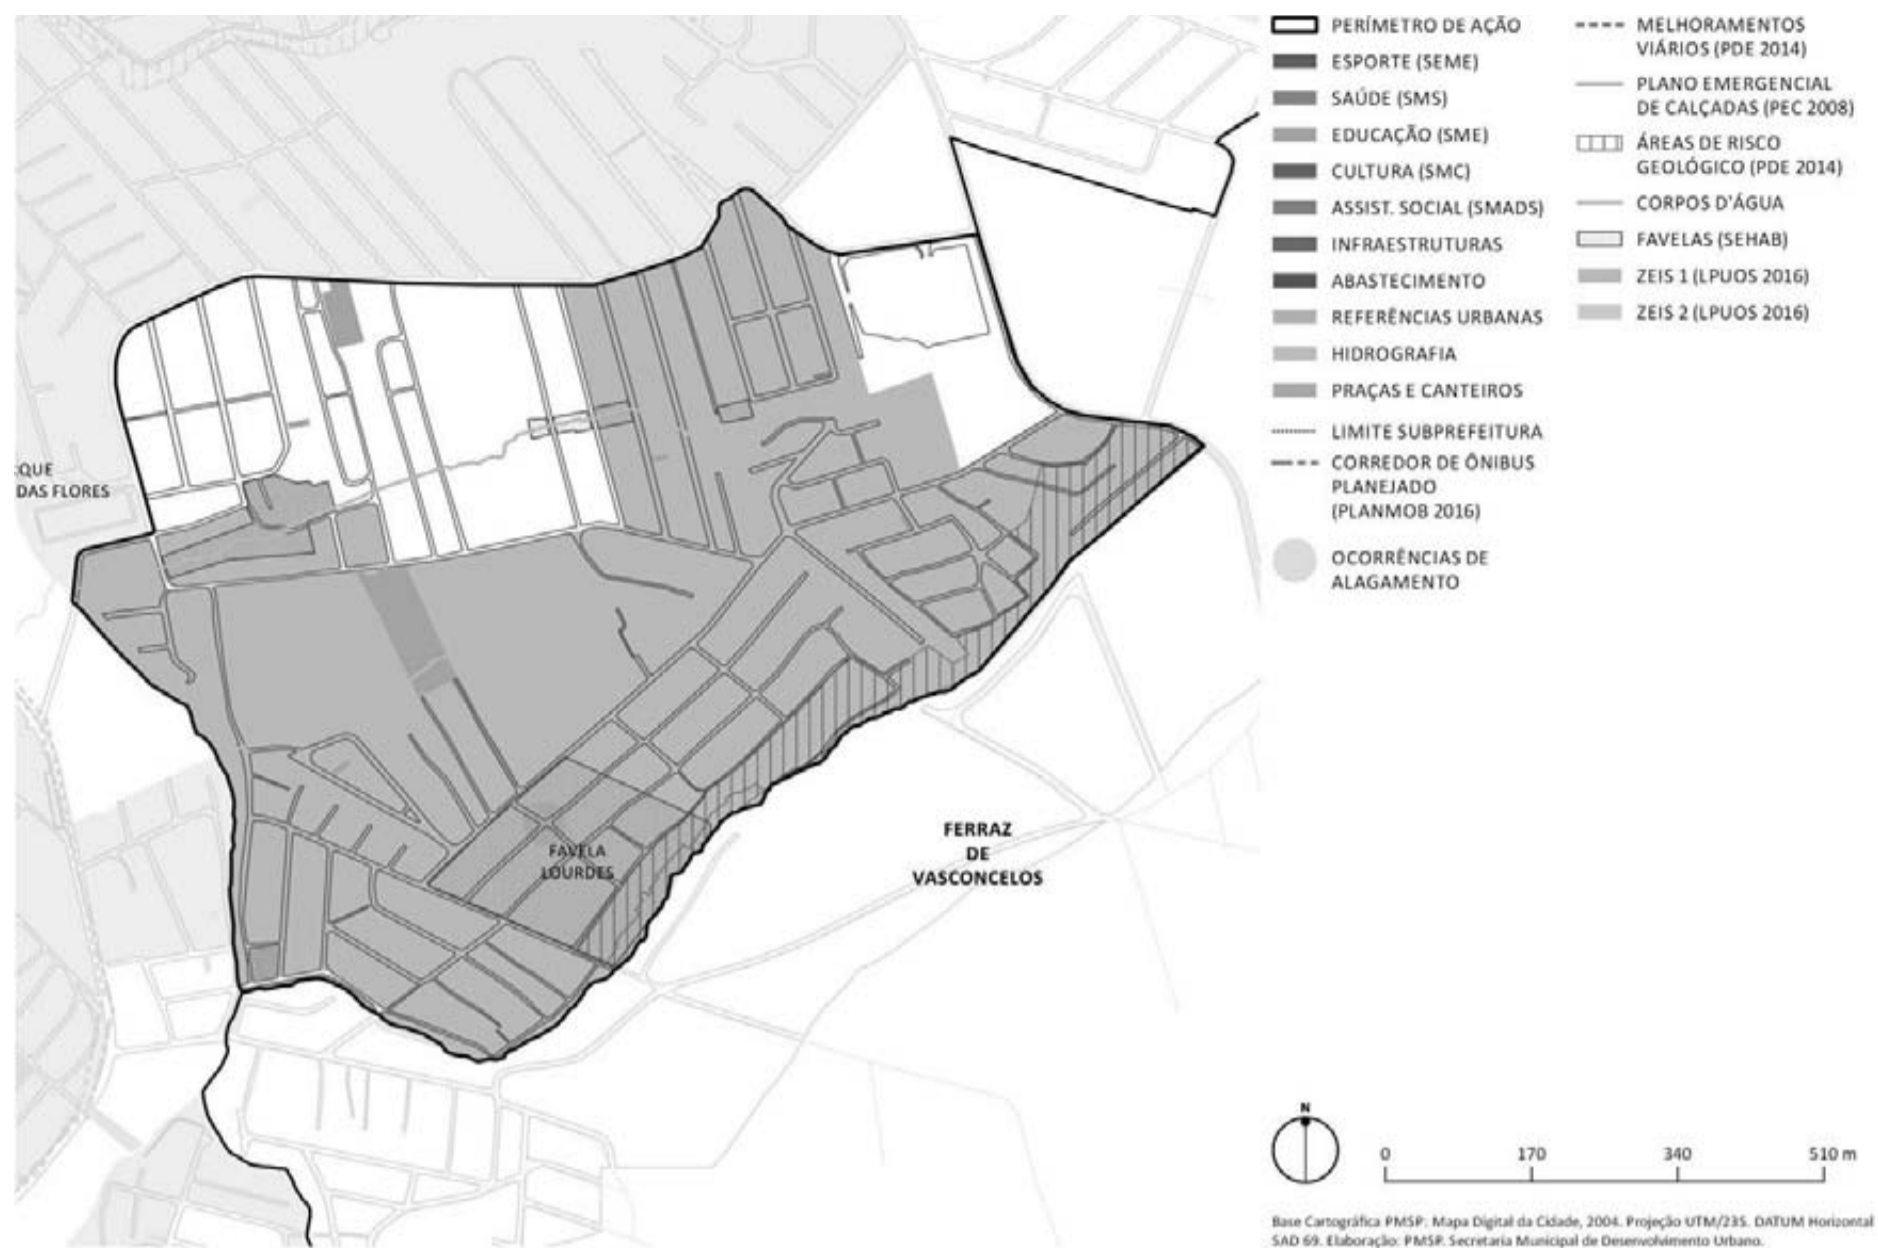 QUE
DAS FLORES
FAVELA
LOURDES
FERRAZ
DE
VASCONCELOS
PERÍMETRO DE AÇÃO
ESPORTE (SEME)
SAÚDE (SMS)
EDUCAÇÃO (SME)
CULTURA (SMC)
ASSIST. SOCIAL (SMADS)
INFRAESTRUTURAS
ABASTECIMENTO
REFERÊNCIAS URBANAS
HIDROGRAFIA
PRAÇAS E CANTEIROS
LIMITE SUBPREFEITURA
CORREDOR DE ÔNIBUS
PLANEJADO
(PLANMOB 2016)
OCORRÊNCIAS DE
ALAGAMENTO
MELHORAMENTOS
VIÁRIOS (PDE 2014)
PLANO EMERGENCIAL
DE CALÇADAS (PEC 2008)
ÁREAS DE RISCO
GEOLÓGICO (PDE 2014)
CORPOS D'ÁGUA
FAVELAS (SEHAB)
ZEIS 1 (LPUOS 2016)
ZEIS 2 (LPUOS 2016)
N
0 170 340 510 m
Base Cartográfica PMSP: Mapa Digital da Cidade, 2004. Projeção UTM/23S. DATUM Horizontal
SAD 69. Elaboração: PMSP. Secretaria Municipal de Desenvolvimento Urbano.